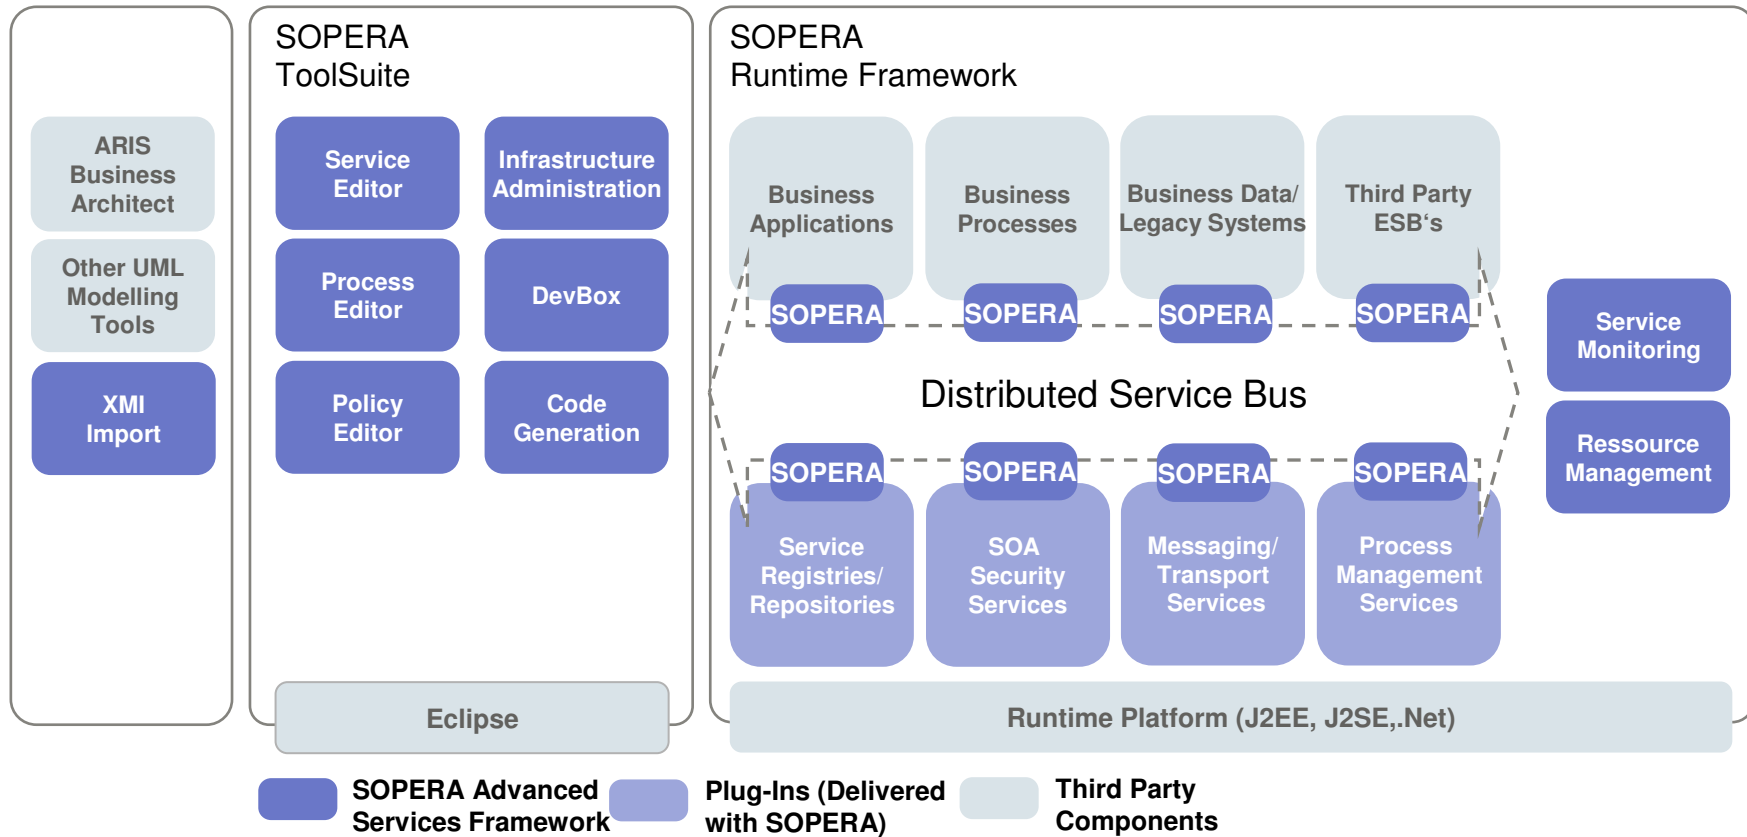 ARIS
Business
Architect
Other UML
Modelling
Tools
XMI
Import
SOPERA
ToolSuite
Service
Editor
Infrastructure
Administration
Process
Editor
DevBox
Policy
Editor
Code
Generation
Eclipse
SOPERA
Runtime Framework
Business
Applications
Business
Processes
Business Data/
Legacy Systems
Third Party
ESB‘s
SOPERA
SOPERA
SOPERA
SOPERA
Distributed Service Bus
SOPERA
SOPERA
SOPERA
SOPERA
Service
Registries/
Repositories
SOA
Security
Services
Messaging/
Transport
Services
Process
Management
Services
Service
Monitoring
Ressource
Management
Runtime Platform (J2EE, J2SE,.Net)
SOPERA Advanced
Services Framework
Plug-Ins (Delivered
with SOPERA)
Third Party
Components